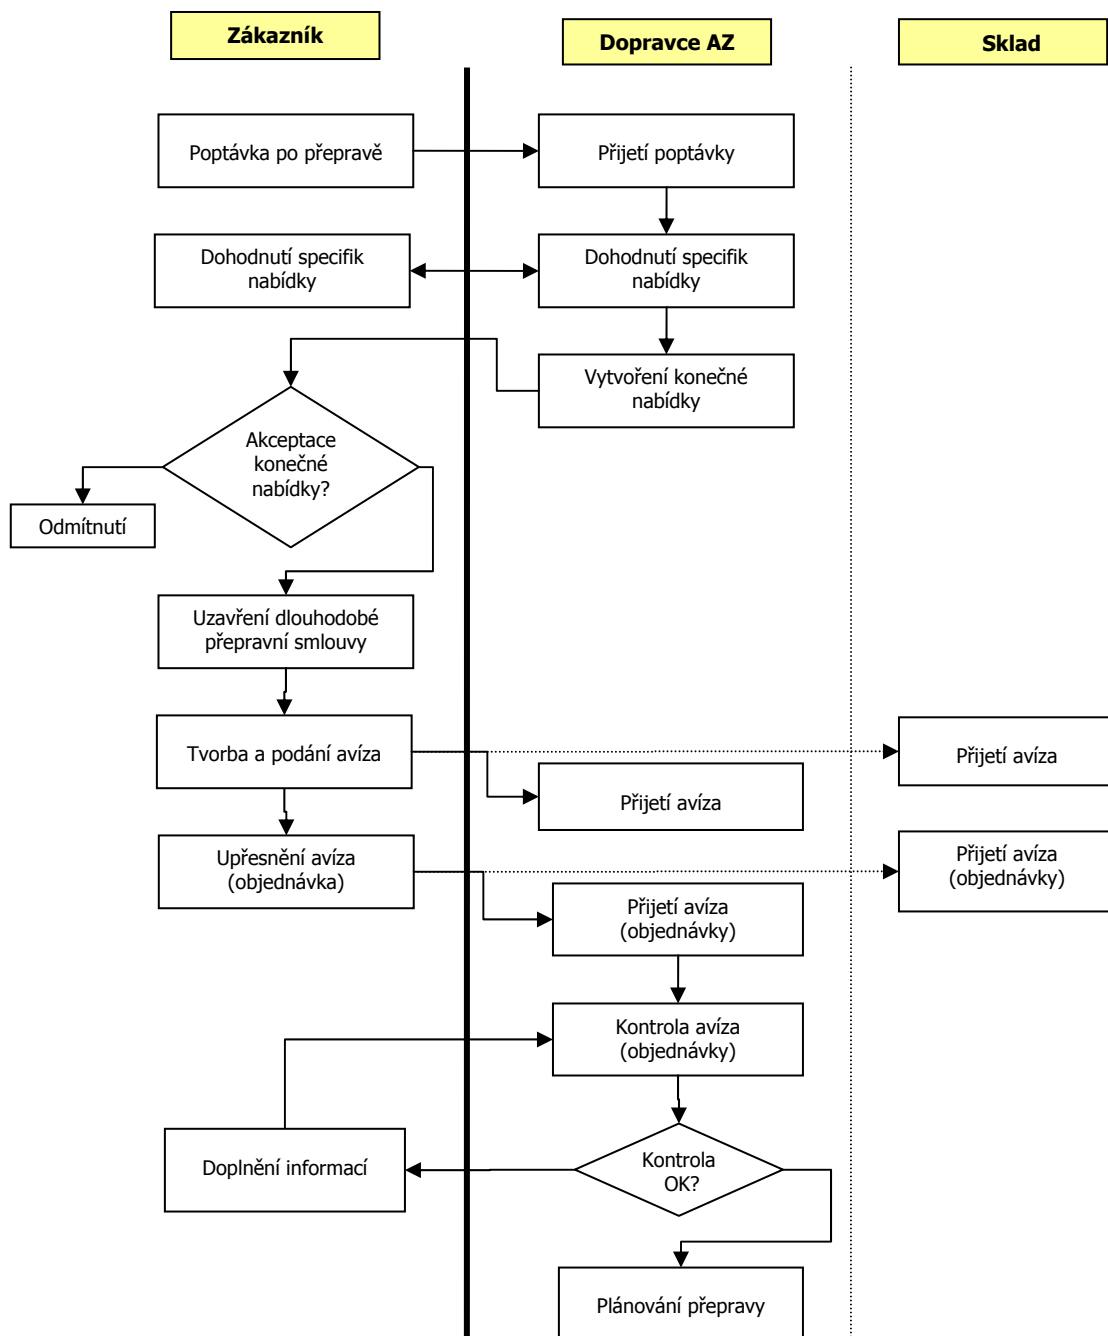 Zákazník
Dopravce AZ
Sklad
Poptávka po přepravě
Přijetí poptávky
Dohodnutí specifik
nabídky
Dohodnutí specifik
nabídky
Vytvoření konečné
nabídky
Akceptace
konečné
nabídky?
Odmítnutí
Uzavření dlouhodobé
přepravní smlouvy
Tvorba a podání avíza
Přijetí avíza
Přijetí avíza
Upřesnění avíza
(objednávka)
Přijetí avíza
(objednávky)
Přijetí avíza
(objednávky)
Kontrola avíza
(objednávky)
Doplnění informací
Kontrola
OK?
Plánování přepravy